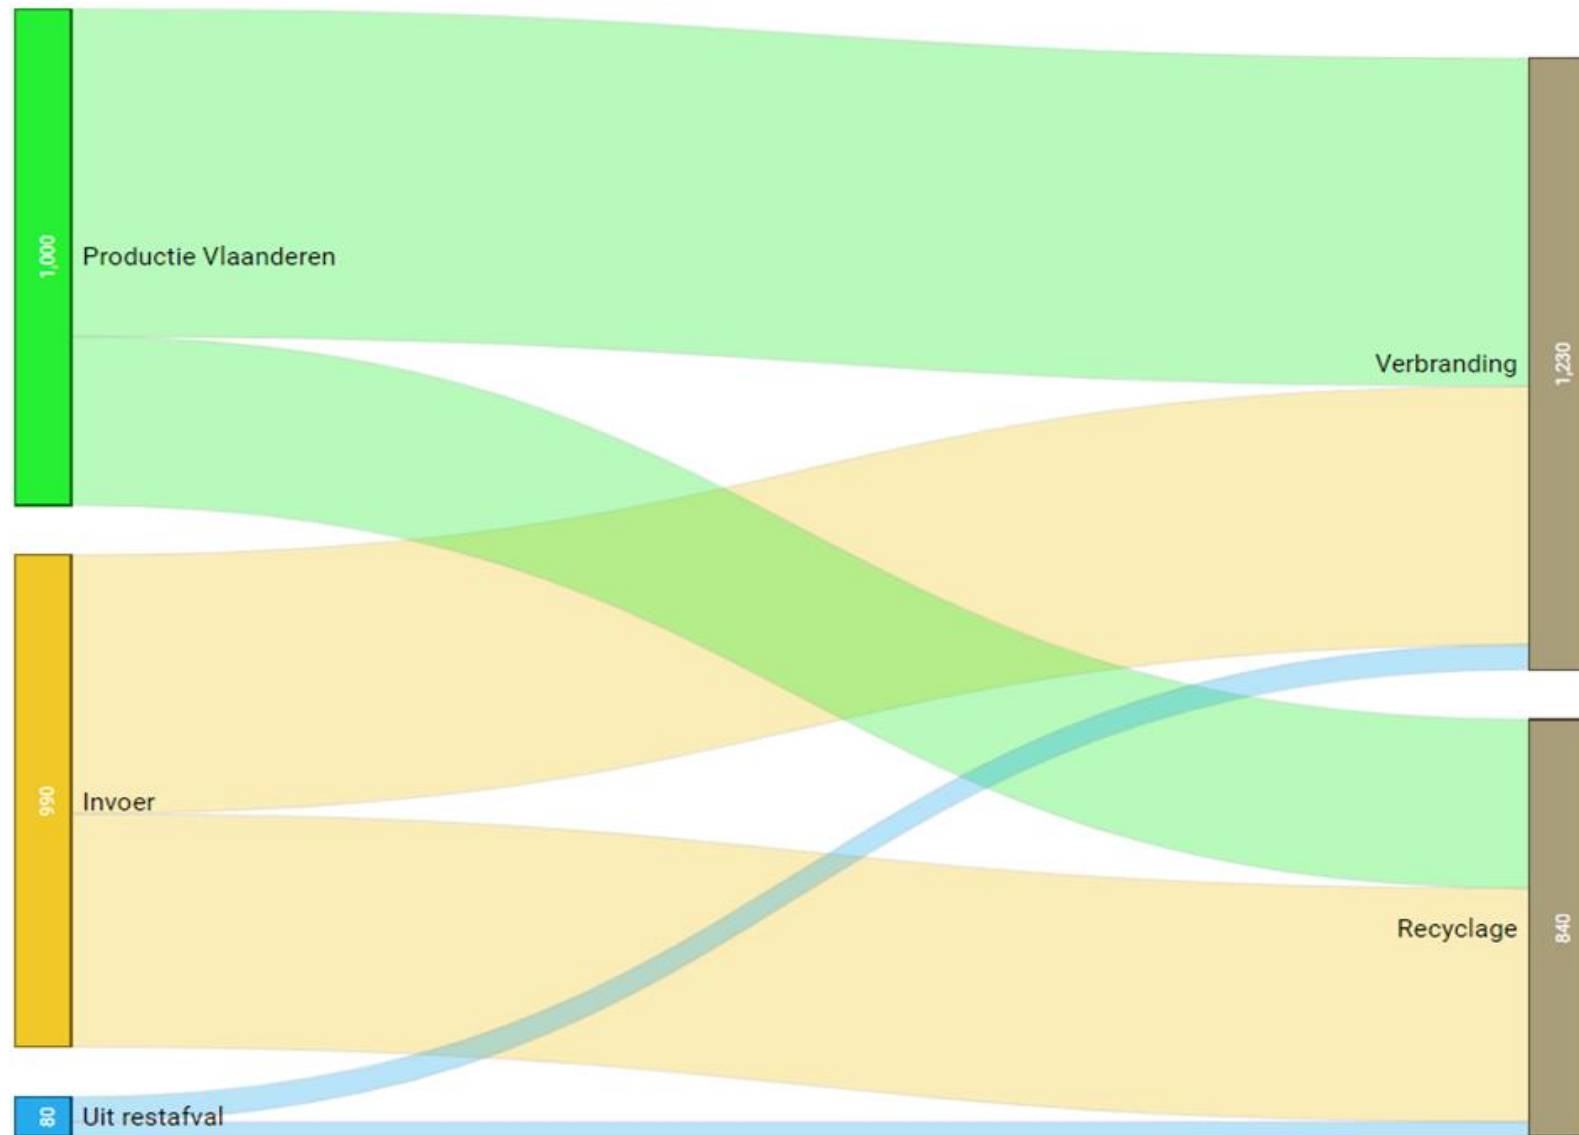 1,000
Productie Vlaanderen
Verbranding
1,230
990
Invoer
Recyclage
840
80
Uit restafval